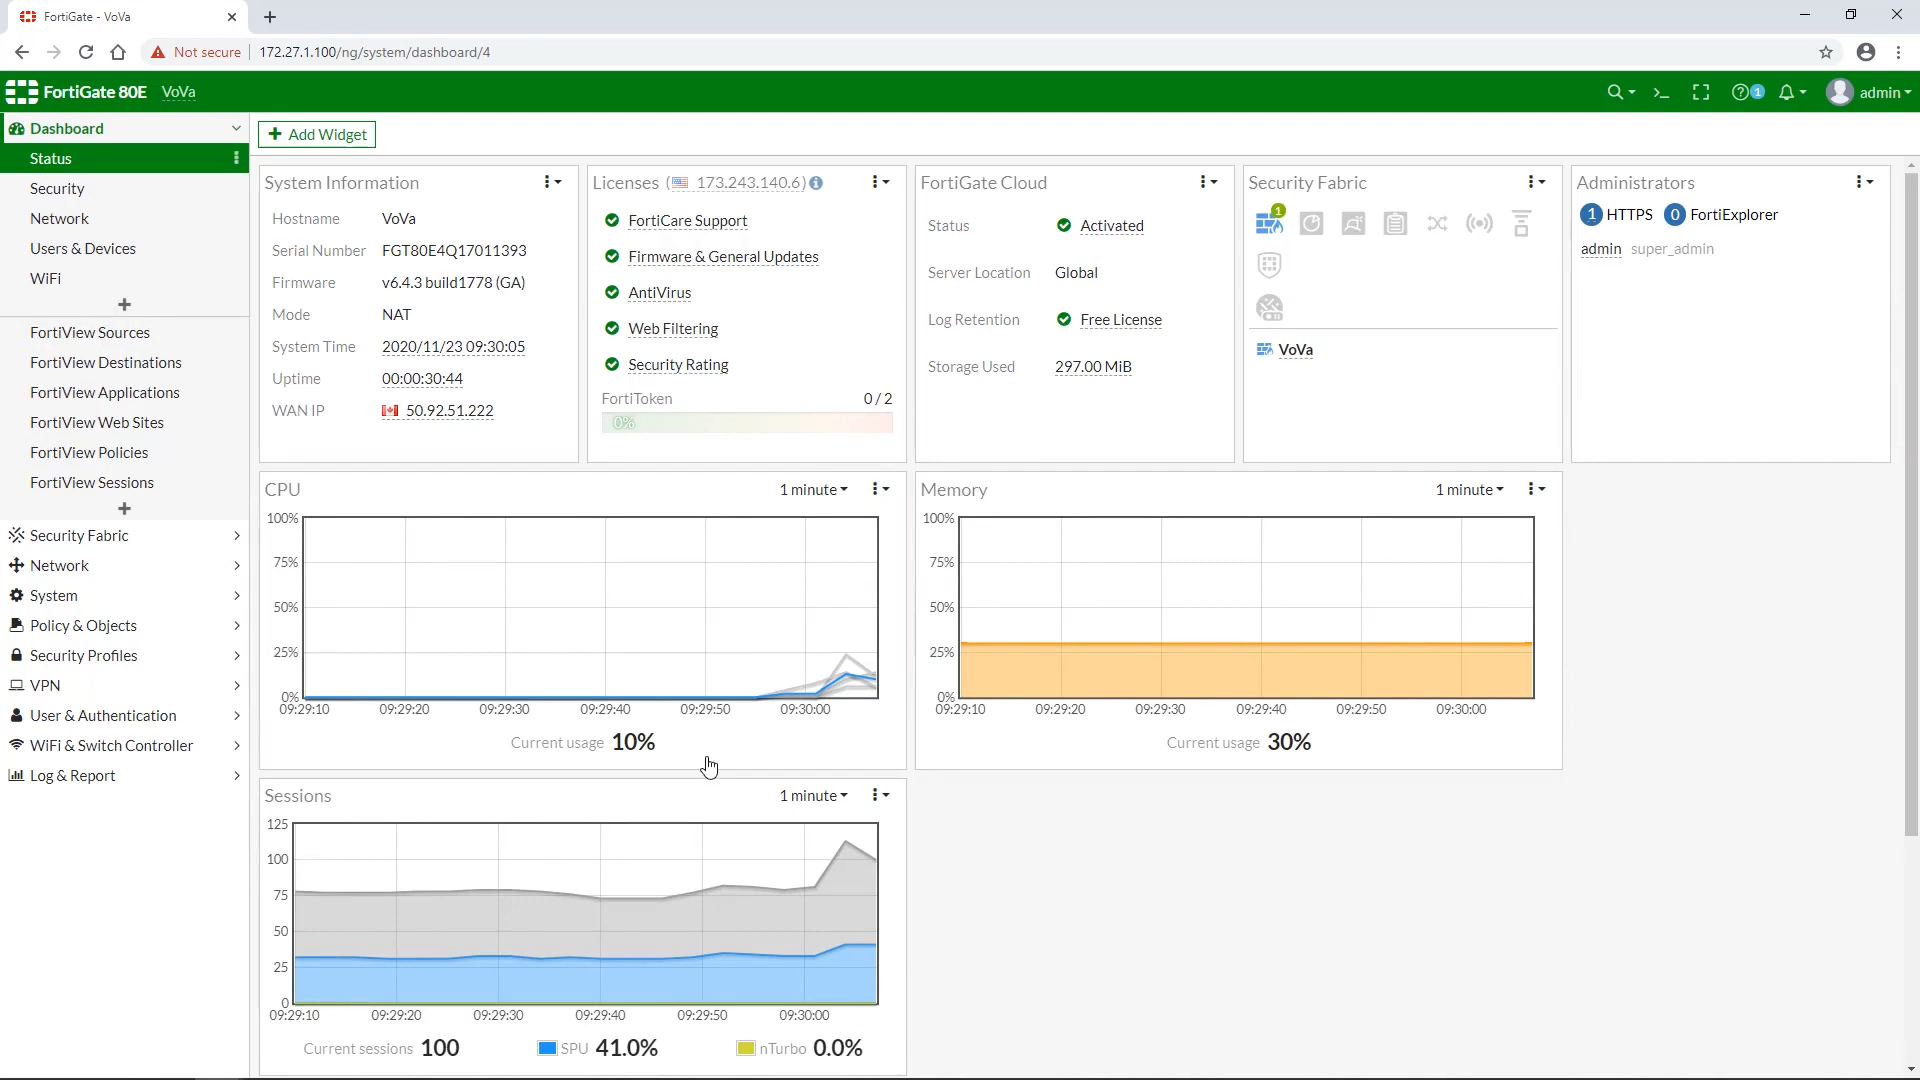 FortiGate - VoVa
Not secure
172.27.1.100/ng/system/dashboard/4
FortiGate 80E VoVa
1
admin
Dashboard
Status
Security
Network
Users & Devices
WiFi
FortiView Sources
FortiView Destinations
FortiView Applications
FortiView Web Sites
FortiView Policies
FortiView Sessions
Security Fabric
Network
System
Policy & Objects
Security Profiles
VPN
User & Authentication
WiFi & Switch Controller
Log & Report
+ Add Widget
System Information
Hostname VoVa
Serial Number FGT80E4Q17011393
Firmware v6.4.3 build1778 (GA)
Mode NAT
System Time 2020/11/23 09:30:05
Uptime 00:00:30:44
WAN IP 50.92.51.222
Licenses (173.243.140.6)
FortiCare Support
Firmware & General Updates
AntiVirus
Web Filtering
Security Rating
FortiToken 0 / 2
0%
FortiGate Cloud
Status Activated
Server Location Global
Log Retention Free License
Storage Used 297.00 MiB
Security Fabric
1
VoVa
Administrators
1 HTTPS 0 FortiExplorer
admin super_admin
CPU 1 minute
100%
75%
50%
25%
0%
09:29:10 09:29:20 09:29:30 09:29:40 09:29:50 09:30:00
Current usage 10%
Memory 1 minute
100%
75%
50%
25%
0%
09:29:10 09:29:20 09:29:30 09:29:40 09:29:50 09:30:00
Current usage 30%
Sessions 1 minute
125
100
75
50
25
0
09:29:10 09:29:20 09:29:30 09:29:40 09:29:50 09:30:00
Current sessions 100 SPU 41.0% nTurbo 0.0%